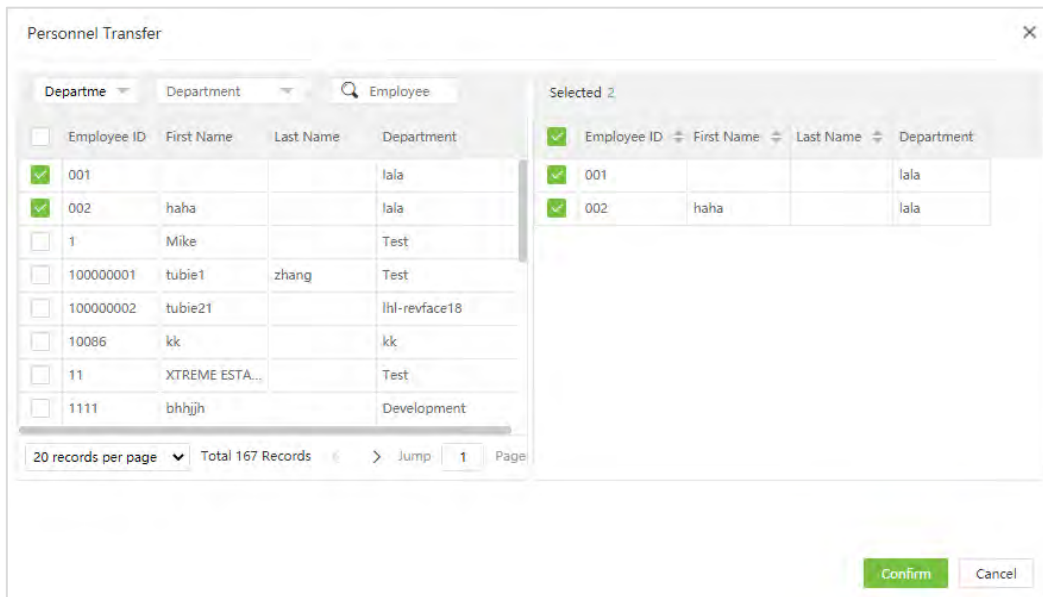 Personnel Transfer
Departme Department Employee
Selected 2
Employee ID First Name Last Name Department
001 lala
002 haha lala
1 Mike Test
100000001 tubie1 zhang Test
100000002 tubie21 lhl-revface18
10086 kk kk
11 XTREME ESTA... Test
1111 bhhjjh Development
20 records per page Total 167 Records Jump 1 Page
Employee ID First Name Last Name Department
001 lala
002 haha lala
Confirm Cancel